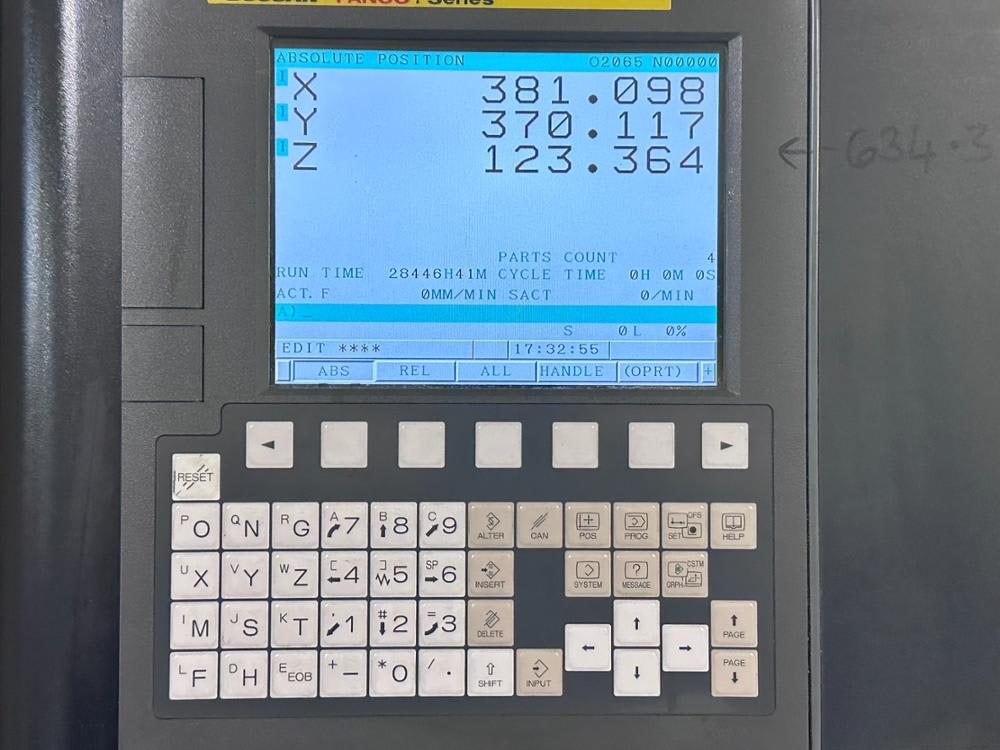 Series
ABSOLUTE POSITION O2065 N00000
I X 381.098
I Y 370.117
I Z 123.364
← 634.3
PARTS COUNT 4
RUN TIME 28446H41M CYCLE TIME 0H 0M 0S
ACT.F 0MM/MIN SACT 0/MIN
A)_
S 0 L 0%
EDIT **** 17:32:55
ABS REL ALL HANDLE (OPRT) +
◄ ►
RESET
P O Q N R G A 7 B 8 C 9 ALTER CAN POS PROG OFS SET HELP
U X V Y W Z [ 4 ] 5 SP 6 INSERT SYSTEM ? MESSAGE CSTM GRPH
I M J S K T , 1 # 2 = 3 DELETE ↑ ↑ PAGE
L F D H E EOB + - * 0 / . ⇧ SHIFT INPUT ← ↓ → PAGE ↓